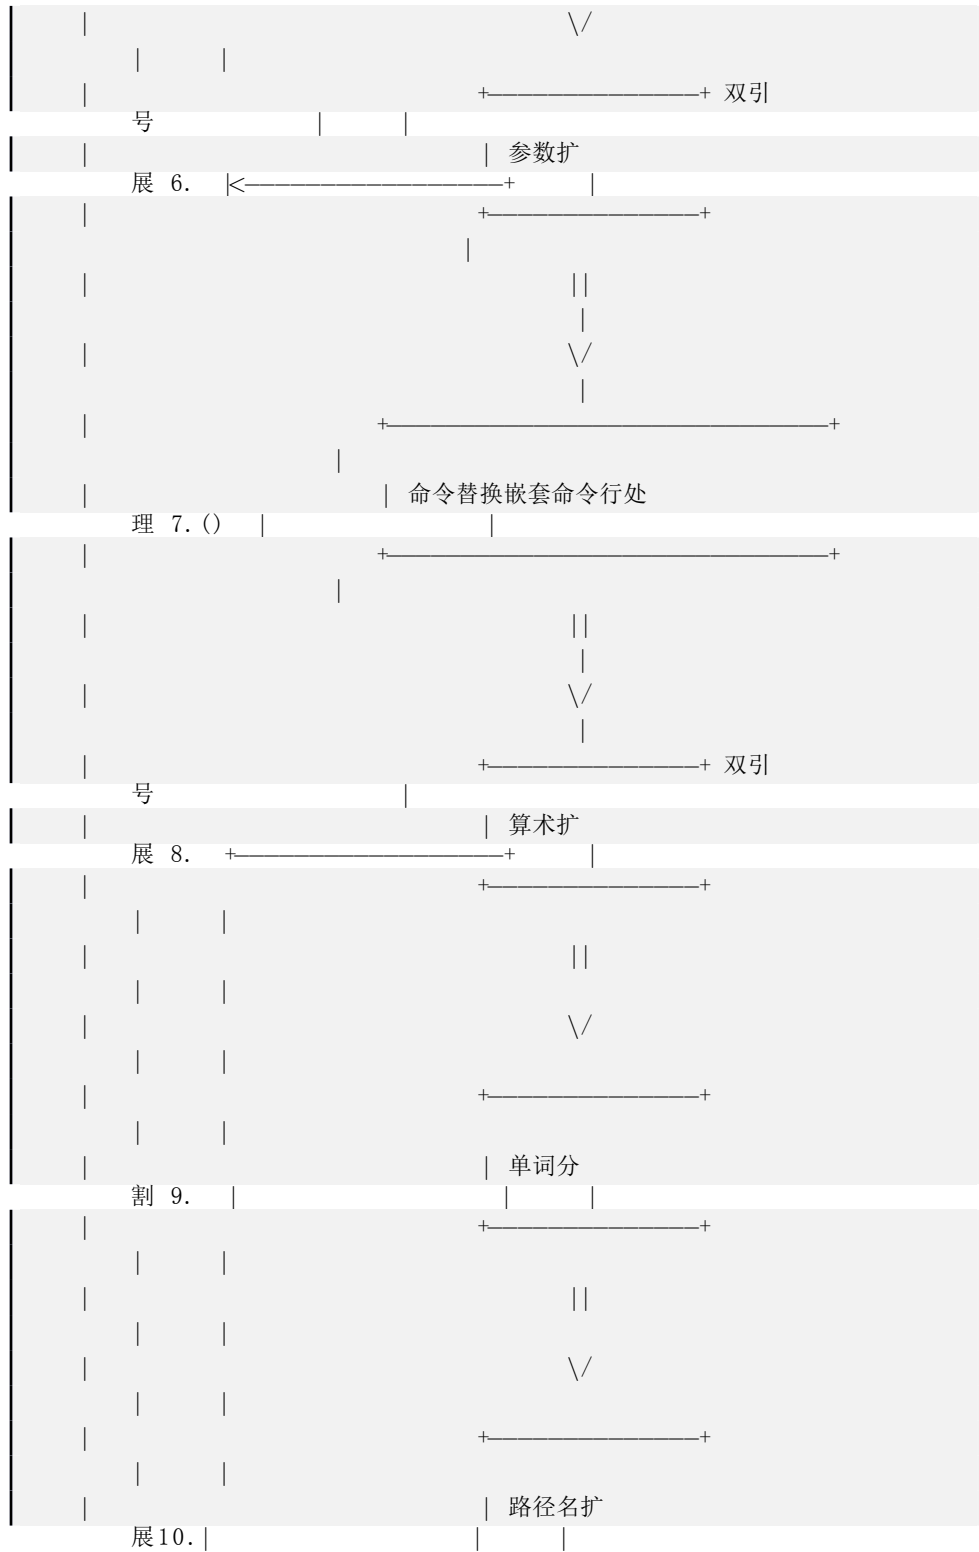 |                              \/
|     |
|                        +--------------+ 双引
号          |     |
|                        | 参数扩
展 6.  |<-----------------+     |
|                        +--------------+
|
|                              ||
|
|                              \/
|
|                 +-----------------------------+
|
|                 | 命令替换嵌套命令行处
理 7.()  |               |
|                 +-----------------------------+
|
|                              ||
|
|                              \/
|
|                        +--------------+ 双引
号                |
|                        | 算术扩
展 8.  +------------------+     |
|                        +--------------+
|     |
|                              ||
|     |
|                              \/
|     |
|                        +--------------+
|     |
|                        | 单词分
割 9.  |                  |     |
|                        +--------------+
|     |
|                              ||
|     |
|                              \/
|     |
|                        +--------------+
|     |
|                        | 路径名扩
展10.|                  |     |